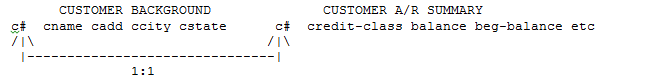 CUSTOMER BACKGROUND CUSTOMER A/R SUMMARY
c# cname cadd ccity cstate c# credit-class balance beg-balance etc
/|\ /|\
|------------------------------|
1:1